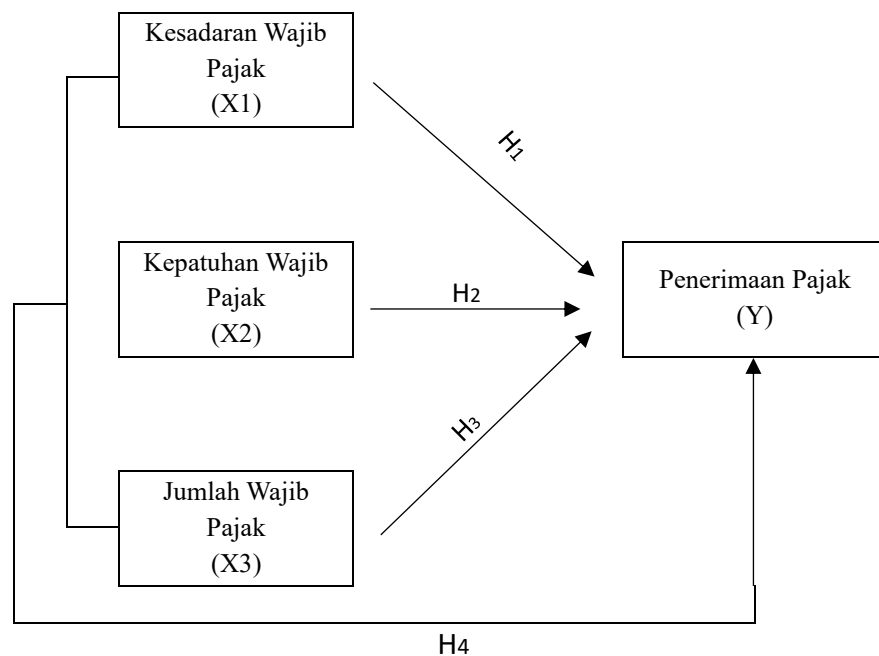 Kesadaran Wajib
Pajak
(X1)
H1
Kepatuhan Wajib
Pajak
(X2)
H2
Penerimaan Pajak
(Y)
H3
Jumlah Wajib
Pajak
(X3)
H4